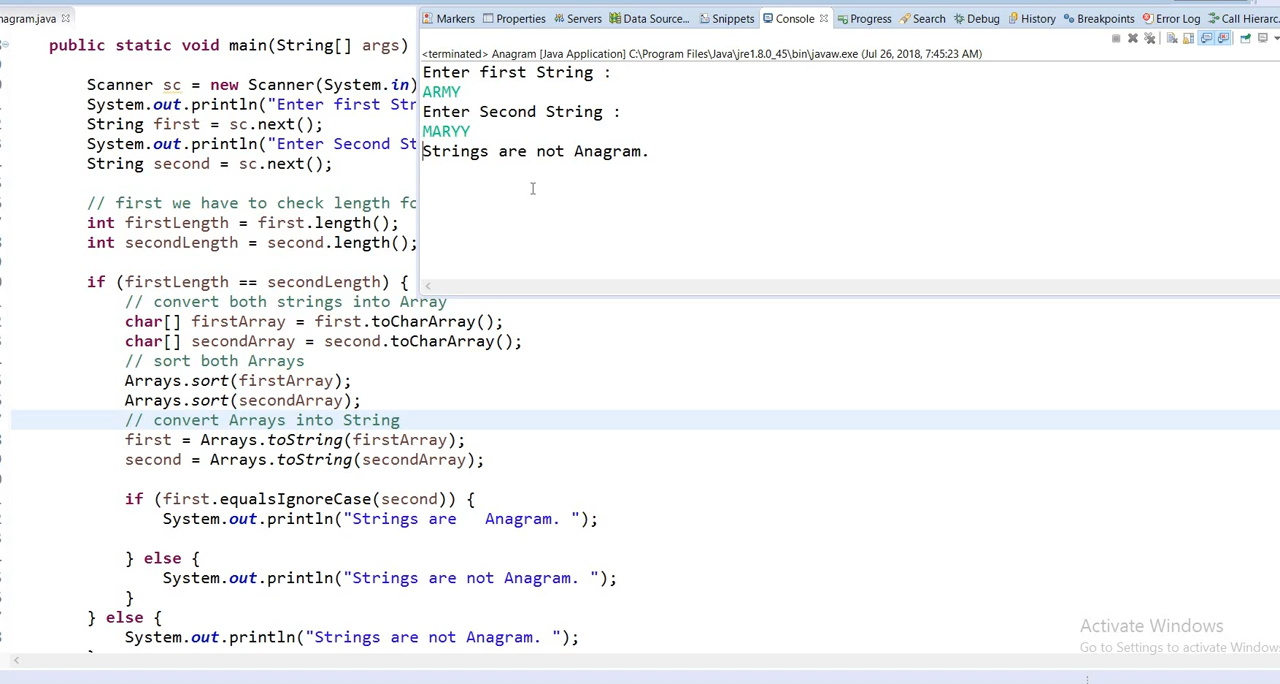 nagram.java
Markers Properties Servers Data Source... Snippets Console Progress Search Debug History Breakpoints Error Log Call Hierarc
<terminated> Anagram [Java Application] C:\Program Files\Java\jre1.8.0_45\bin\javaw.exe (Jul 26, 2018, 7:45:23 AM)
Enter first String :
ARMY
Enter Second String :
MARYY
Strings are not Anagram.
public static void main(String[] args)
Scanner sc = new Scanner(System.in)
System.out.println("Enter first Str
String first = sc.next();
System.out.println("Enter Second St
String second = sc.next();
// first we have to check length fo
int firstLength = first.length();
int secondLength = second.length();
if (firstLength == secondLength) {
// convert both strings into Array
char[] firstArray = first.toCharArray();
char[] secondArray = second.toCharArray();
// sort both Arrays
Arrays.sort(firstArray);
Arrays.sort(secondArray);
// convert Arrays into String
first = Arrays.toString(firstArray);
second = Arrays.toString(secondArray);
if (first.equalsIgnoreCase(second)) {
System.out.println("Strings are   Anagram. ");
} else {
System.out.println("Strings are not Anagram. ");
}
} else {
System.out.println("Strings are not Anagram. ");
Activate Windows
Go to Settings to activate Windows